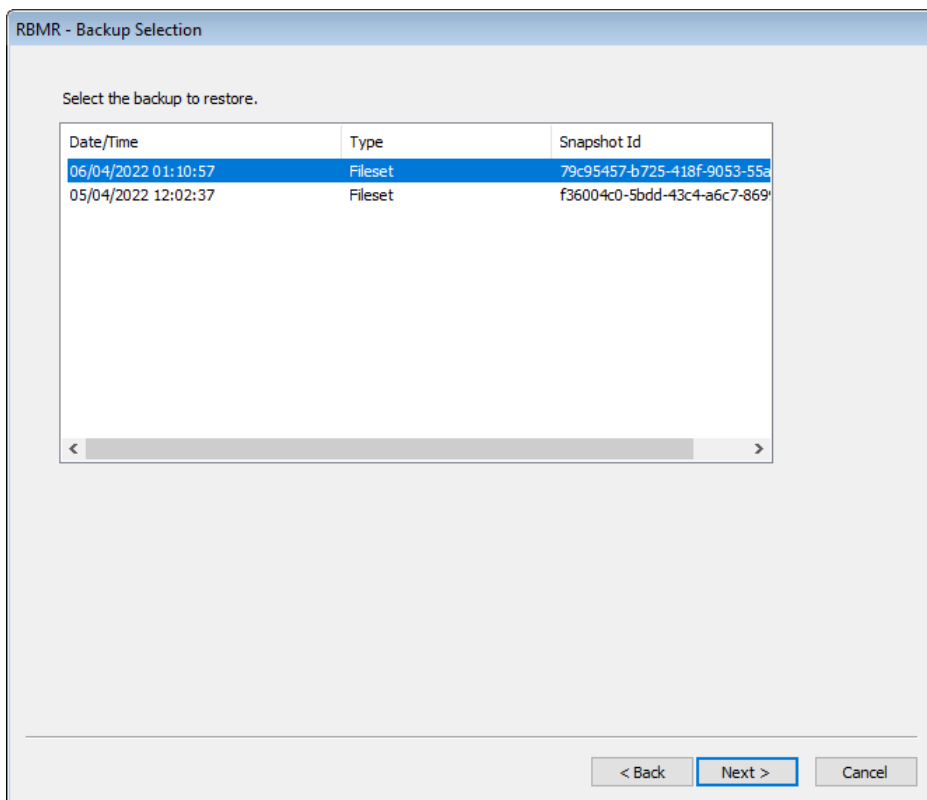 RBMR - Backup Selection
Select the backup to restore.
Date/Time Type Snapshot Id
06/04/2022 01:10:57 Fileset 79c95457-b725-418f-9053-55a
05/04/2022 12:02:37 Fileset f36004c0-5bdd-43c4-a6c7-869
< Back Next > Cancel